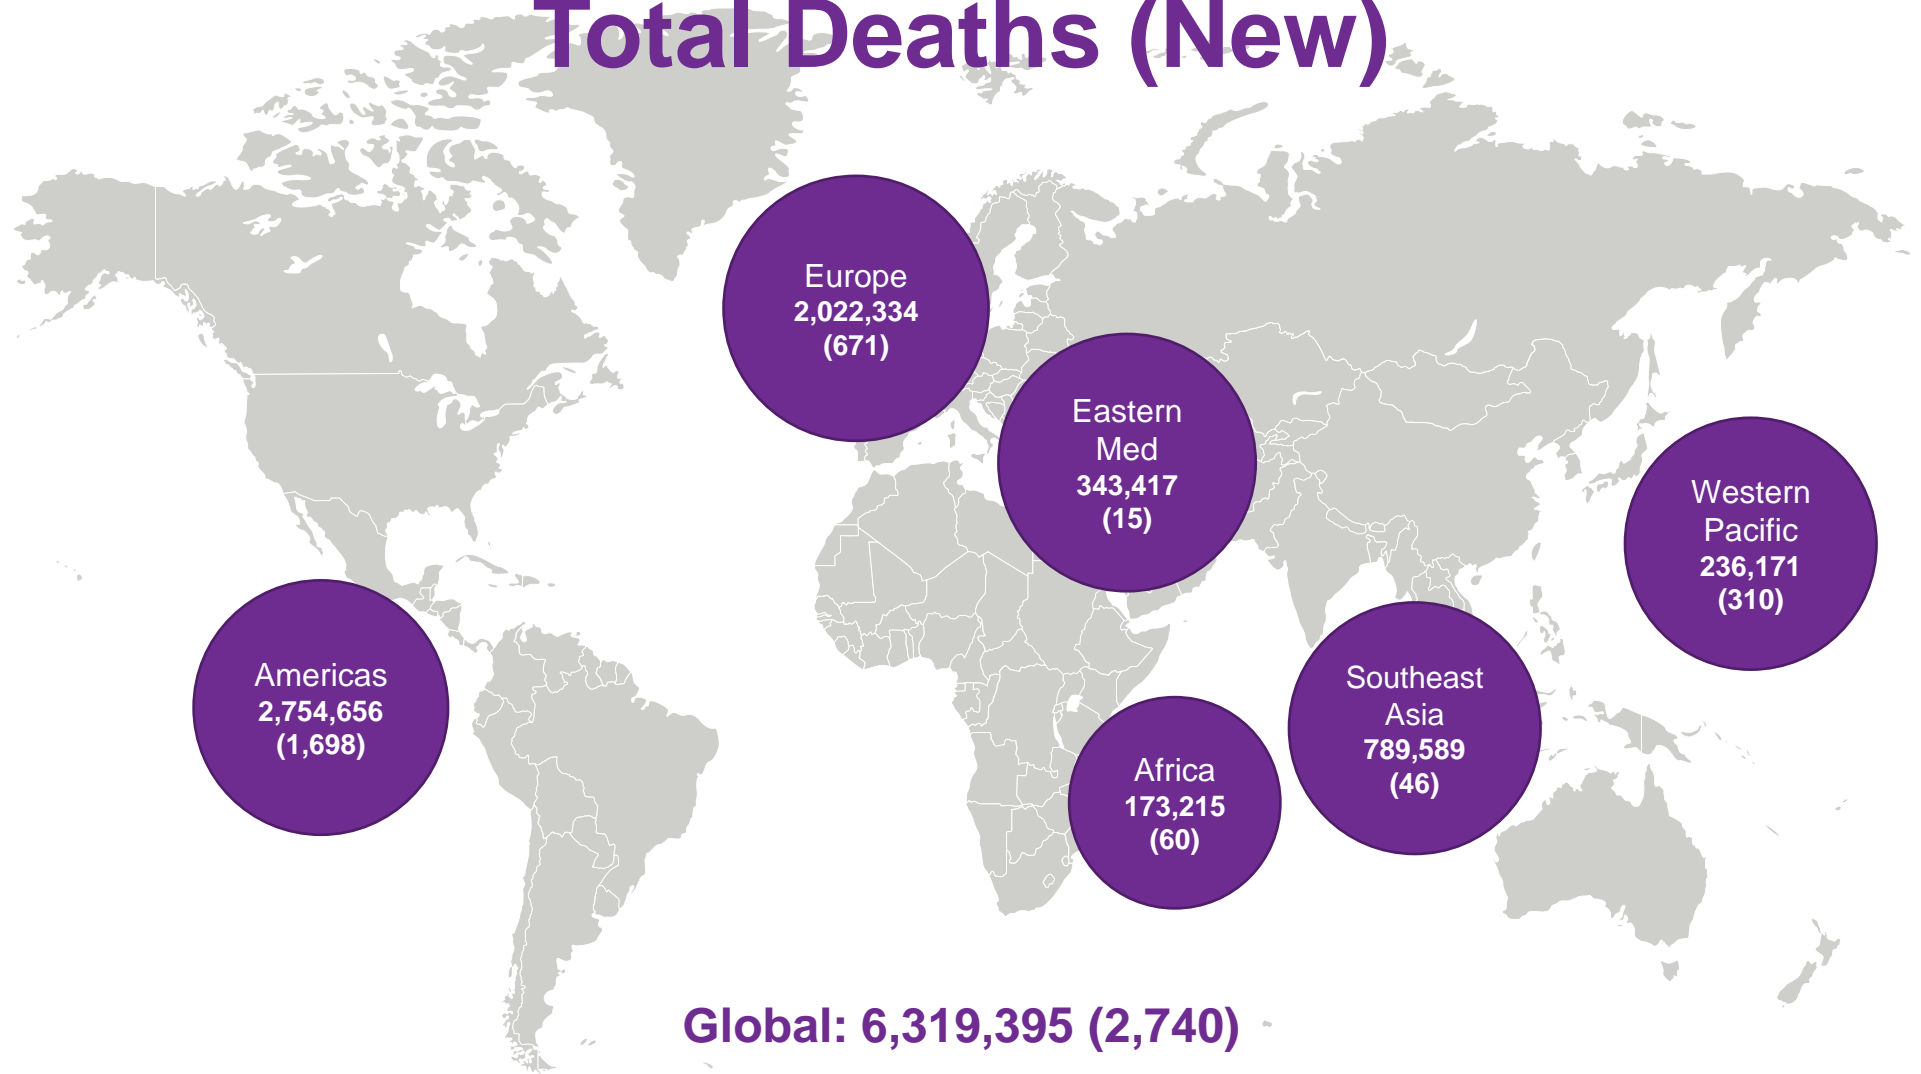 Total Deaths (New)
Europe
2,022,334
(671)
Eastern
Med
343,417
(15)
Western
Pacific
236,171
(310)
Americas
2,754,656
(1,698)
Southeast
Asia
789,589
(46)
Africa
173,215
(60)
Global: 6,319,395 (2,740)